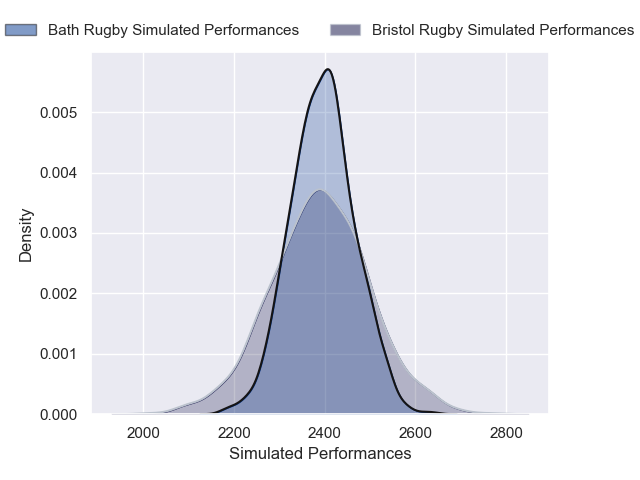 Bath Rugby Simulated Performances
Bristol Rugby Simulated Performances
Density
0.005
0.004
0.003
0.002
0.001
0.000
2000 2200 2400 2600 2800
Simulated Performances